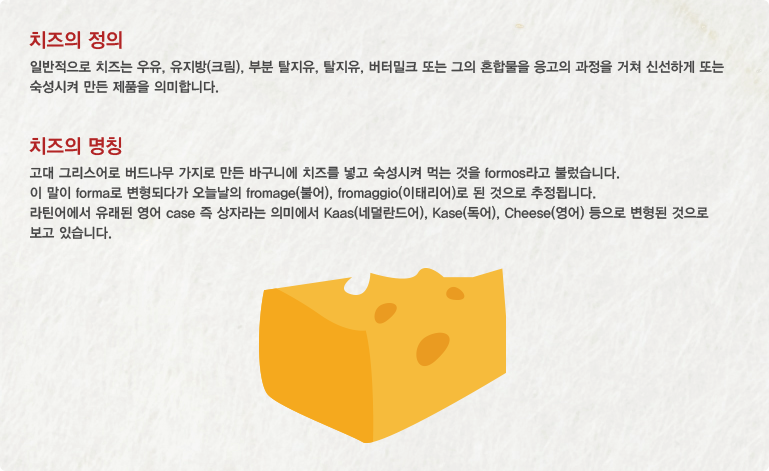 치즈의 정의
일반적으로 치즈는 우유, 유지방(크림), 부분 탈지유, 탈지유, 버터밀크 또는 그의 혼합물을 응고의 과정을 거쳐 신선하게 또는
숙성시켜 만든 제품을 의미합니다.
치즈의 명칭
고대 그리스어로 버드나무 가지로 만든 바구니에 치즈를 넣고 숙성시켜 먹는 것을 formos라고 불렀습니다.
이 말이 forma로 변형되다가 오늘날의 fromage(불어), fromaggio(이태리어)로 된 것으로 추정됩니다.
라틴어에서 유래된 영어 case 즉 상자라는 의미에서 Kaas(네덜란드어), Kase(독어), Cheese(영어) 등으로 변형된 것으로
보고 있습니다.